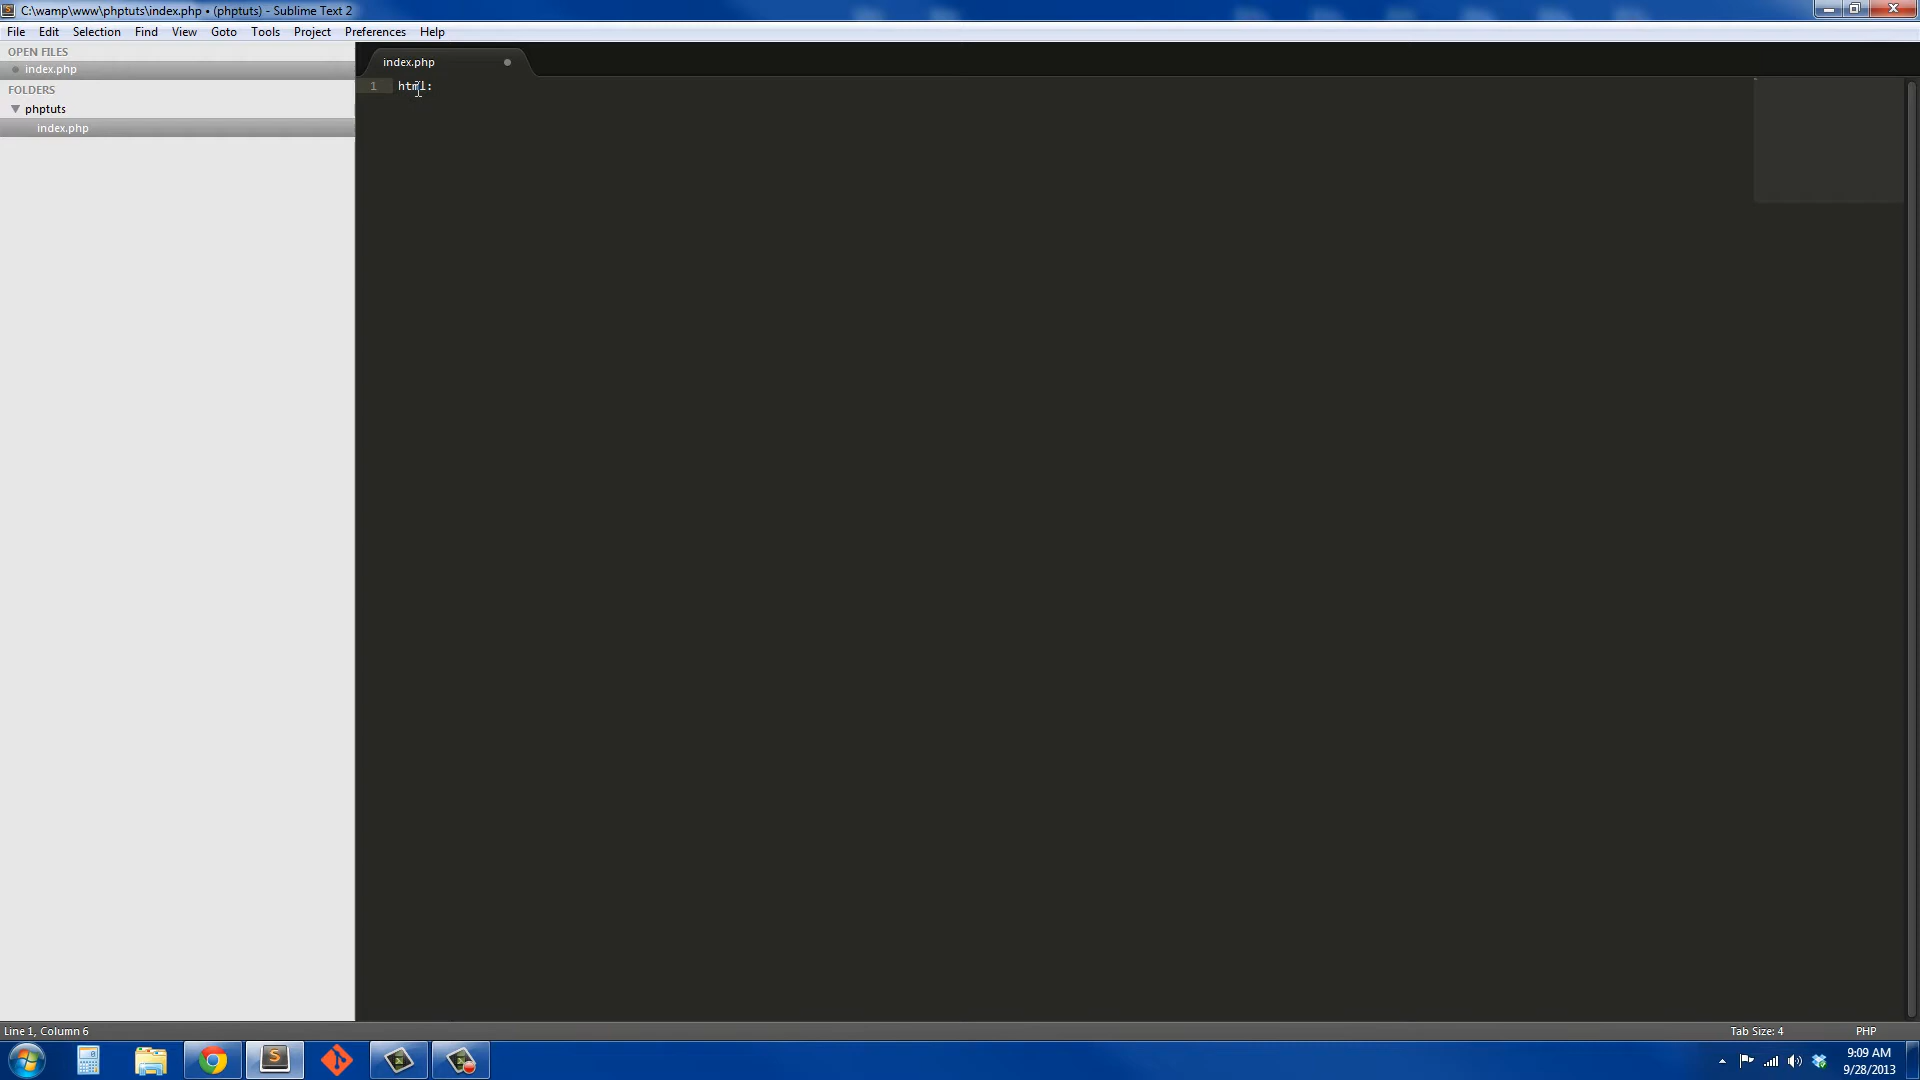 C:\wamp\www\phptuts\index.php • (phptuts) - Sublime Text 2
File Edit Selection Find View Goto Tools Project Preferences Help
OPEN FILES
index.php
FOLDERS
phptuts
index.php
index.php
1 html:
Line 1, Column 6
Tab Size: 4
PHP
9:09 AM
9/28/2013